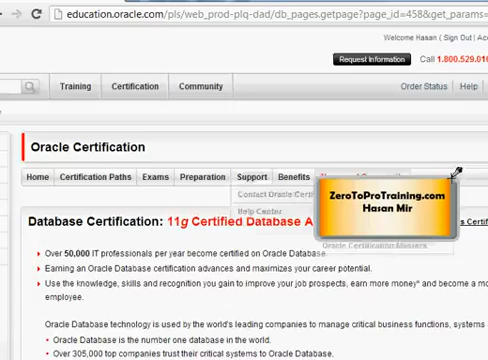 education.oracle.com/pls/web_prod-plq-dad/db_pages.getpage?page_id=458&get_params=
Welcome Hasan ( Sign Out |
Request Information
Call 1.800.529.01
Training
Certification
Community
Order Status
Help
Oracle Certification
Home
Certification Paths
Exams
Preparation
Support
Benefits
Contact Oracle Certi
Help Center
ZeroToProTraining.com
Hasan Mir
Database Certification: 11g Certified Database A
Over 50,000 IT professionals per year become certified on Oracle Database.
Earning an Oracle Database certification advances and maximizes your career potential.
Use the knowledge, skills and recognition you gain to improve your job prospects, earn more money* and become a mo
employee.
Oracle Database technology is used by the world's leading companies to manage critical business functions, systems
Oracle Database is the number one database in the world.
Over 305,000 top companies trust their critical systems to Oracle Database.